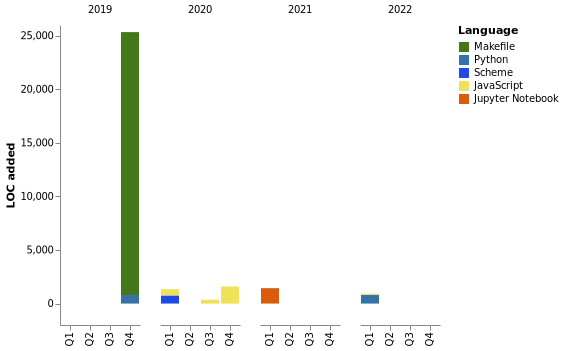 2019 2020 2021 2022
Language
Makefile
Python
Scheme
JavaScript
Jupyter Notebook
LOC added
25,000
20,000
15,000
10,000
5,000
0
Q1 Q2 Q3 Q4 Q1 Q2 Q3 Q4 Q1 Q2 Q3 Q4 Q1 Q2 Q3 Q4